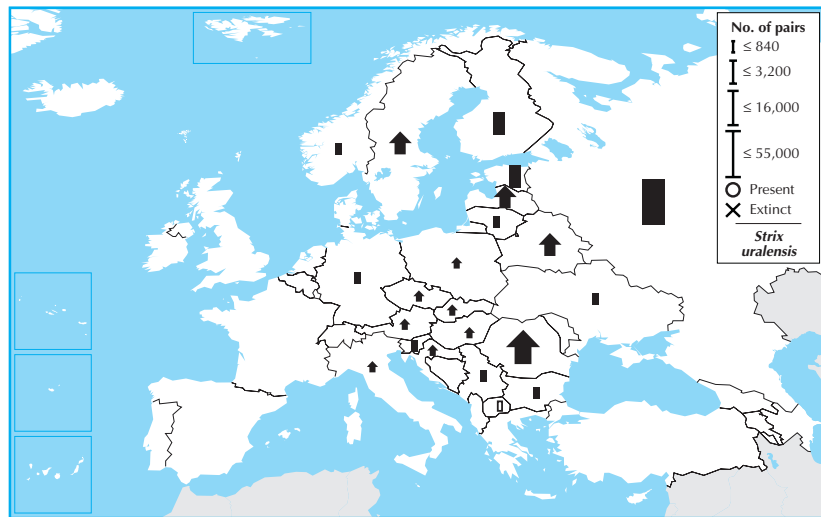 No. of pairs
≤ 840
≤ 3,200
≤ 16,000
≤ 55,000
Present
Extinct
Strix
uralensis